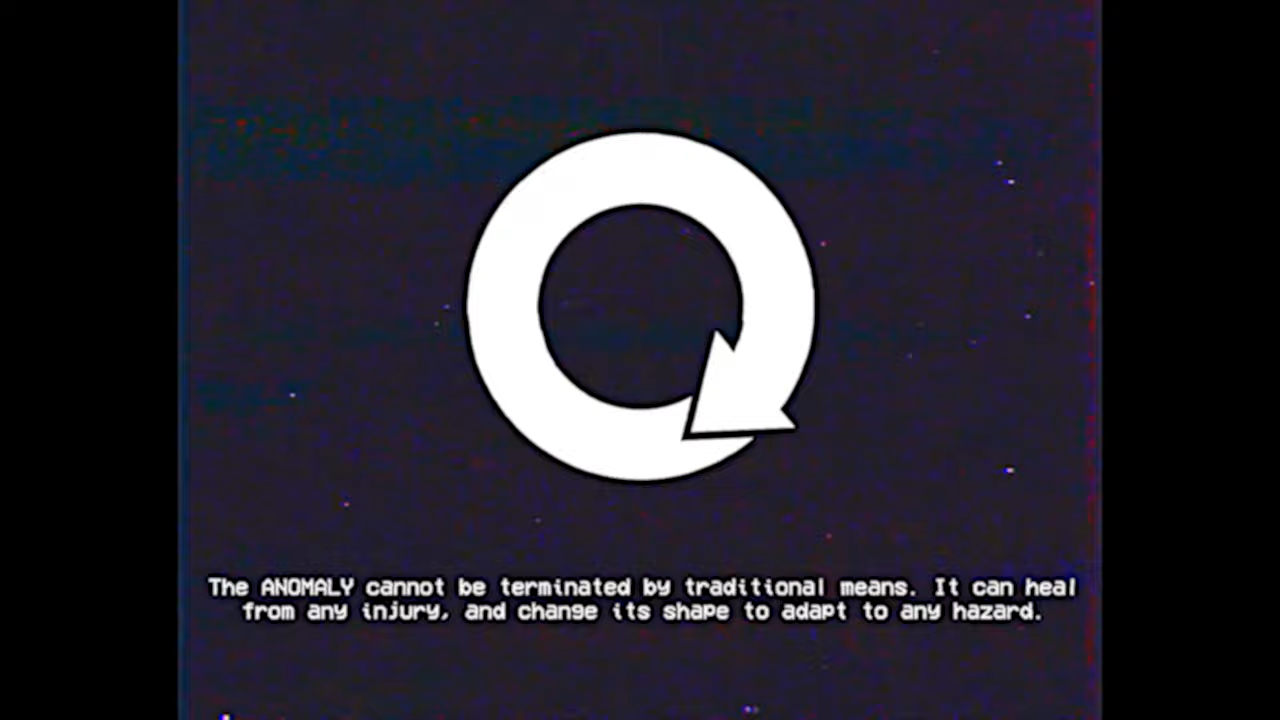 The ANOMALY cannot be terminated by traditional means. It can heal
from any injury, and change its shape to adapt to any hazard.